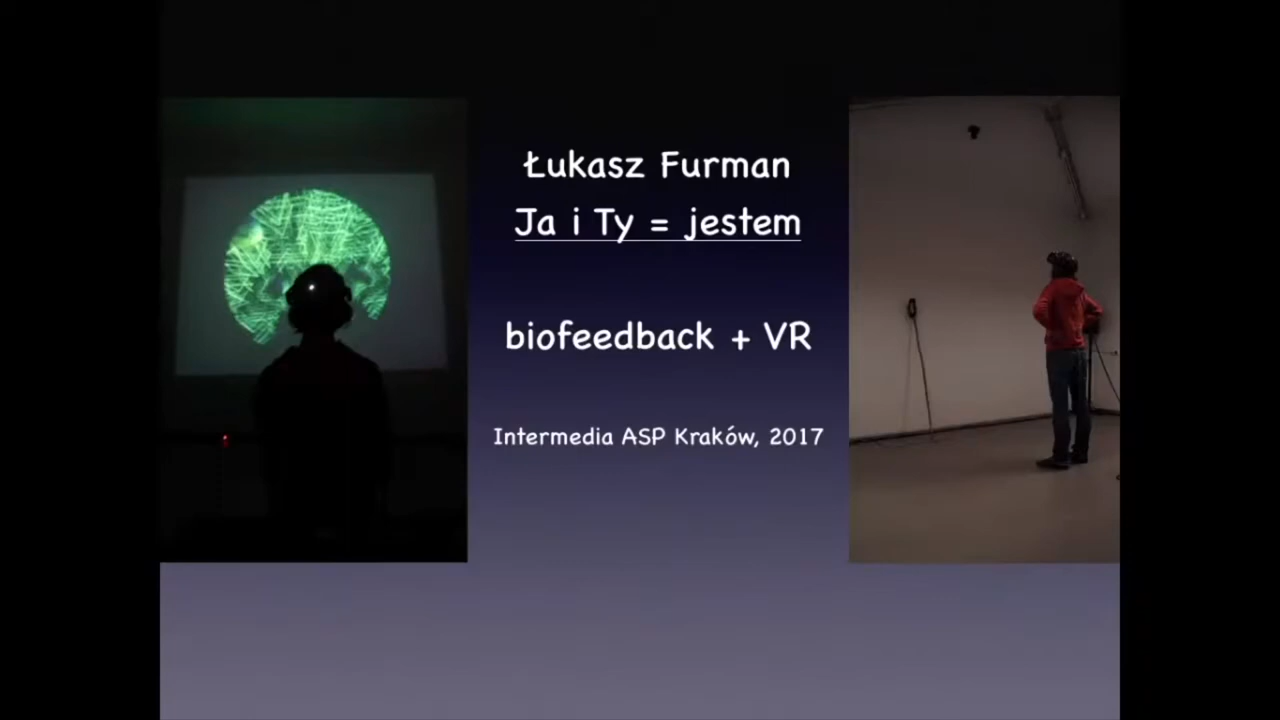 Łukasz Furman
Ja i Ty = jestem
biofeedback + VR
Intermedia ASP Kraków, 2017